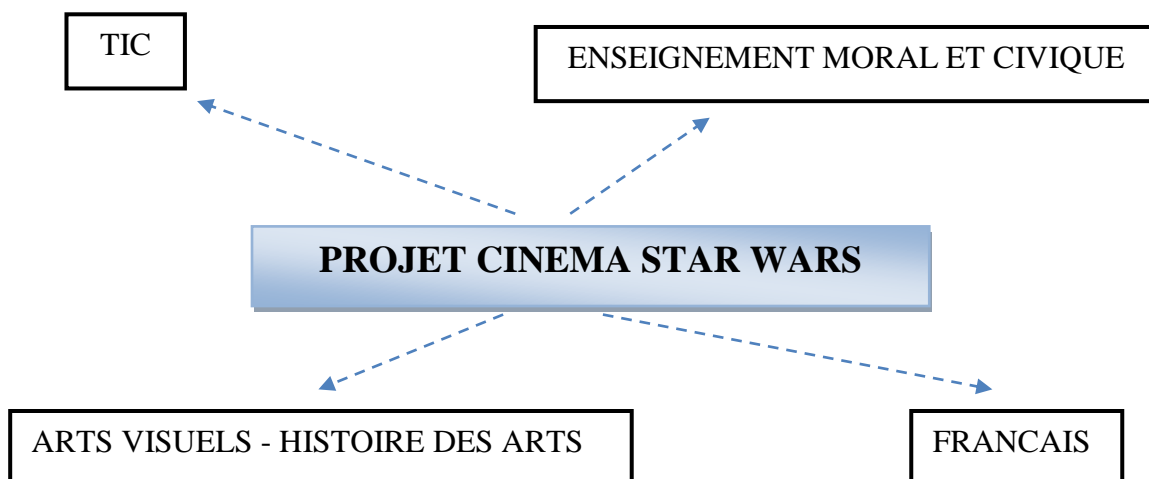 TIC
ENSEIGNEMENT MORAL ET CIVIQUE
PROJET CINEMA STAR WARS
ARTS VISUELS - HISTOIRE DES ARTS
FRANCAIS